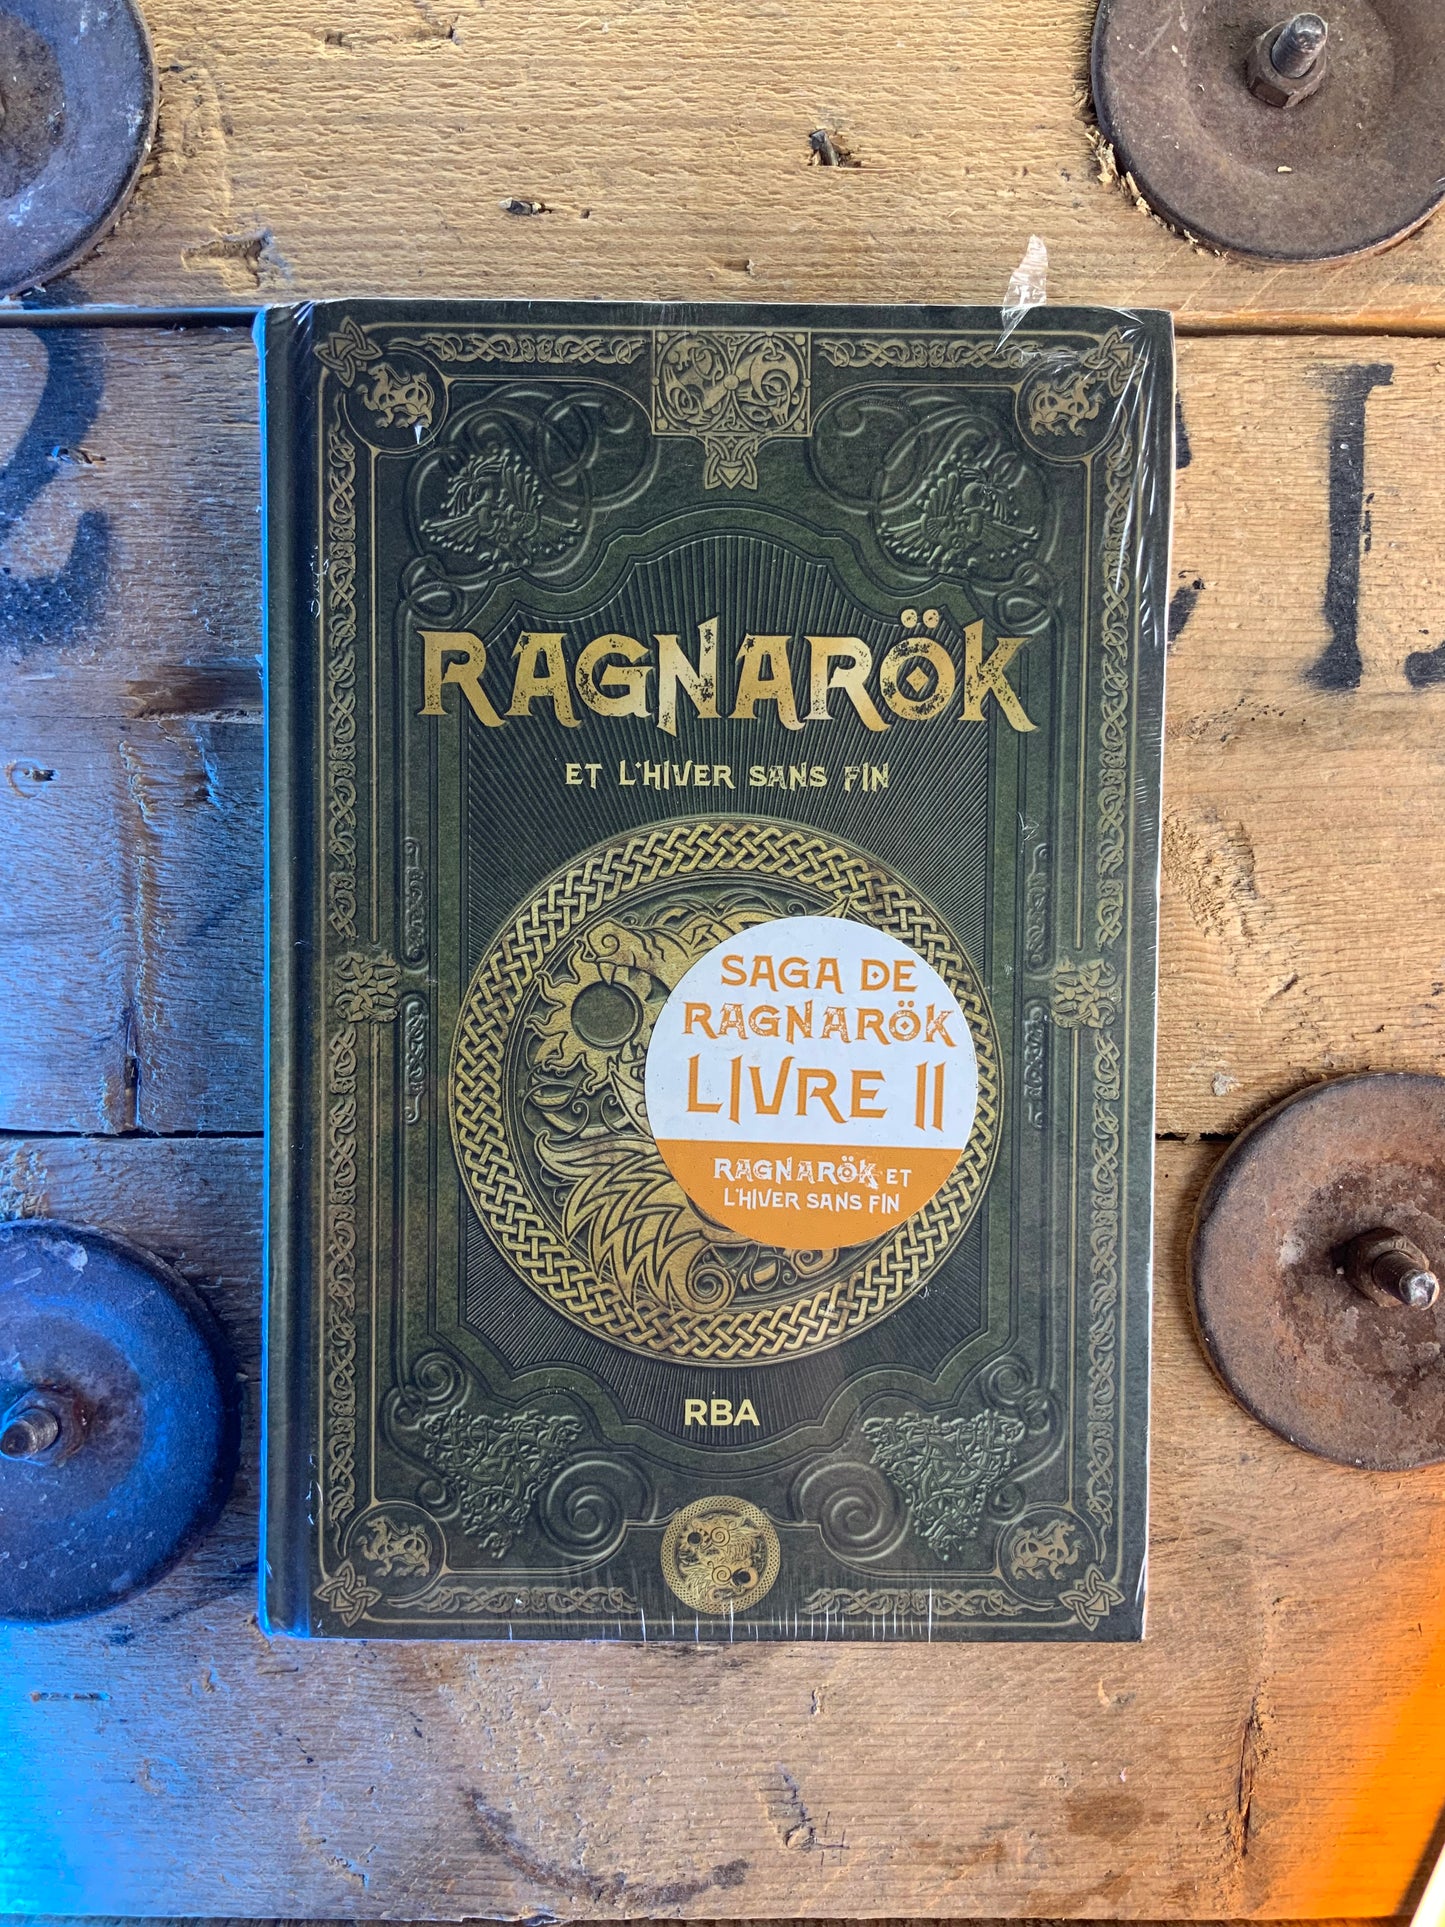 RAGNARÖK
ET L'HIVER SANS FIN
SAGA DE
RAGNARÖK
LIVRE II
RAGNARÖK ET
L'HIVER SANS FIN
RBA